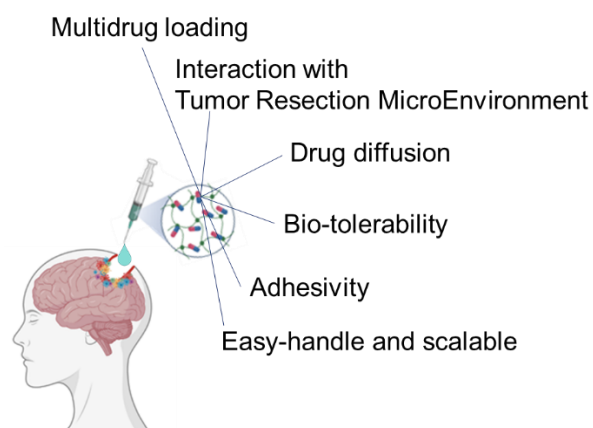 Multidrug loading
Interaction with
Tumor Resection MicroEnvironment
Drug diffusion
Bio-tolerability
Adhesivity
Easy-handle and scalable